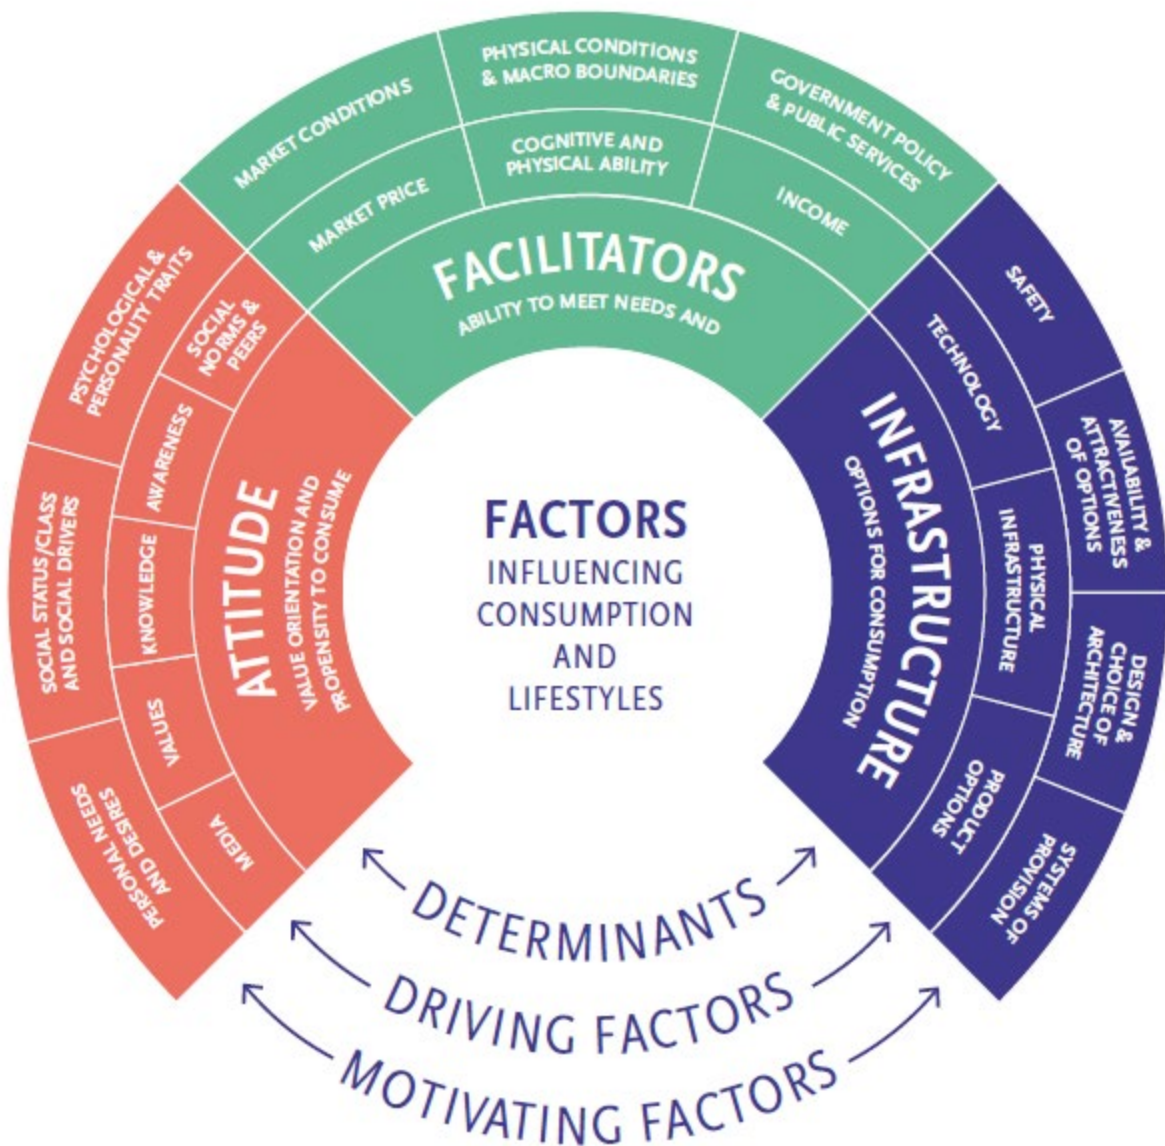 PHYSICAL CONDITIONS
& MACRO BOUNDARIES
MARKET CONDITIONS
GOVERNMENT POLICY
& PUBLIC SERVICES
COGNITIVE AND
PHYSICAL ABILITY
MARKET PRICE
INCOME
FACILITATORS
ABILITY TO MEET NEEDS AND
PSYCHOLOGICAL &
PERSONALITY TRAITS
SOCIAL STATUS/CLASS
AND SOCIAL DRIVERS
PERSONAL NEEDS
AND DESIRES
SOCIAL
NORMS &
PEERS
AWARENESS
KNOWLEDGE
VALUES
MEDIA
ATTITUDE
VALUE ORIENTATION AND
PROPENSITY TO CONSUME
FACTORS
INFLUENCING
CONSUMPTION
AND
LIFESTYLES
INFRASTRUCTURE
OPTIONS FOR CONSUMPTION
TECHNOLOGY
PHYSICAL
INFRASTRUCTURE
PRODUCT
OPTIONS
SAFETY
AVAILABILITY &
ATTRACTIVENESS
OF OPTIONS
DESIGN &
CHOICE OF
ARCHITECTURE
SYSTEMS OF
PROVISION
DETERMINANTS
DRIVING FACTORS
MOTIVATING FACTORS